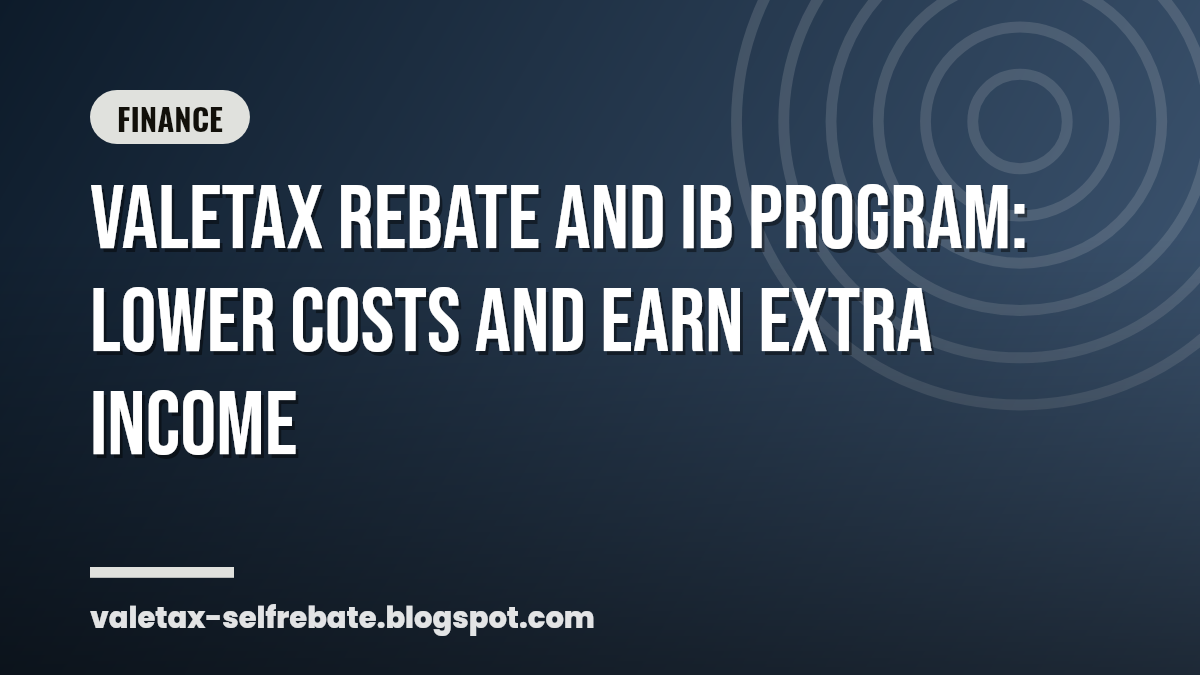 FINANCE
VALETAX REBATE AND IB PROGRAM:
LOWER COSTS AND EARN EXTRA
INCOME
valetax-selfrebate.blogspot.com